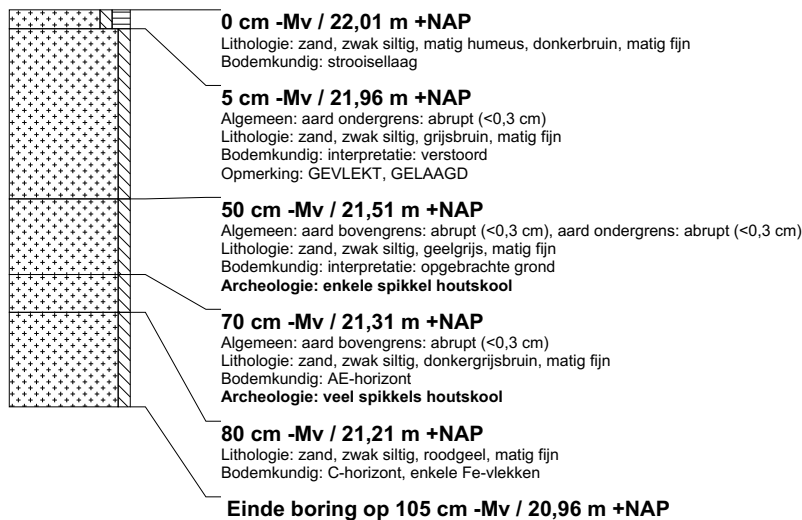 0 cm -Mv / 22,01 m +NAP
Lithologie: zand, zwak siltig, matig humeus, donkerbruin, matig fijn
Bodemkundig: strooisellaag
5 cm -Mv / 21,96 m +NAP
Algemeen: aard ondergrens: abrupt (<0,3 cm)
Lithologie: zand, zwak siltig, grijsbruin, matig fijn
Bodemkundig: interpretatie: verstoord
Opmerking: GEVLEKT, GELAAGD
50 cm -Mv / 21,51 m +NAP
Algemeen: aard bovengrens: abrupt (<0,3 cm), aard ondergrens: abrupt (<0,3 cm)
Lithologie: zand, zwak siltig, geelgrijs, matig fijn
Bodemkundig: interpretatie: opgebrachte grond
Archeologie: enkele spikkel houtskool
70 cm -Mv / 21,31 m +NAP
Algemeen: aard bovengrens: abrupt (<0,3 cm)
Lithologie: zand, zwak siltig, donkergrijsbruin, matig fijn
Bodemkundig: AE-horizont
Archeologie: veel spikkels houtskool
80 cm -Mv / 21,21 m +NAP
Lithologie: zand, zwak siltig, roodgeel, matig fijn
Bodemkundig: C-horizont, enkele Fe-vlekken
Einde boring op 105 cm -Mv / 20,96 m +NAP